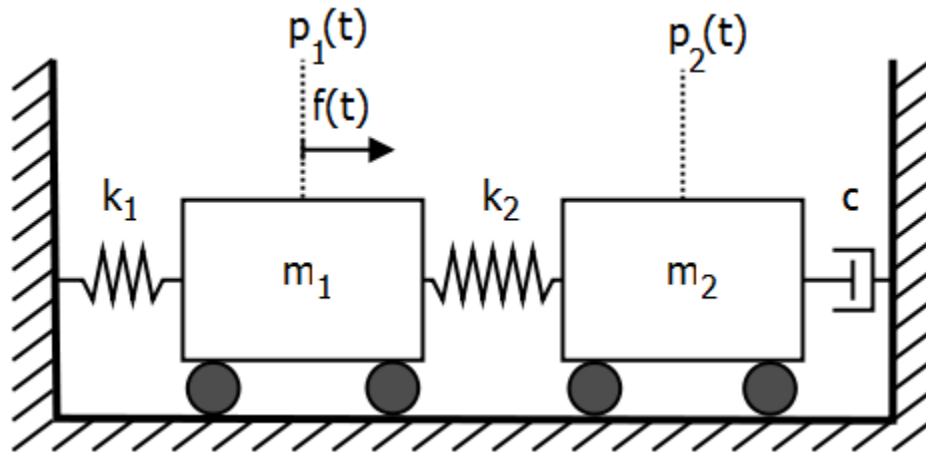 p₁(t)
p₂(t)
f(t)
k₁
k₂
c
m₁
m₂